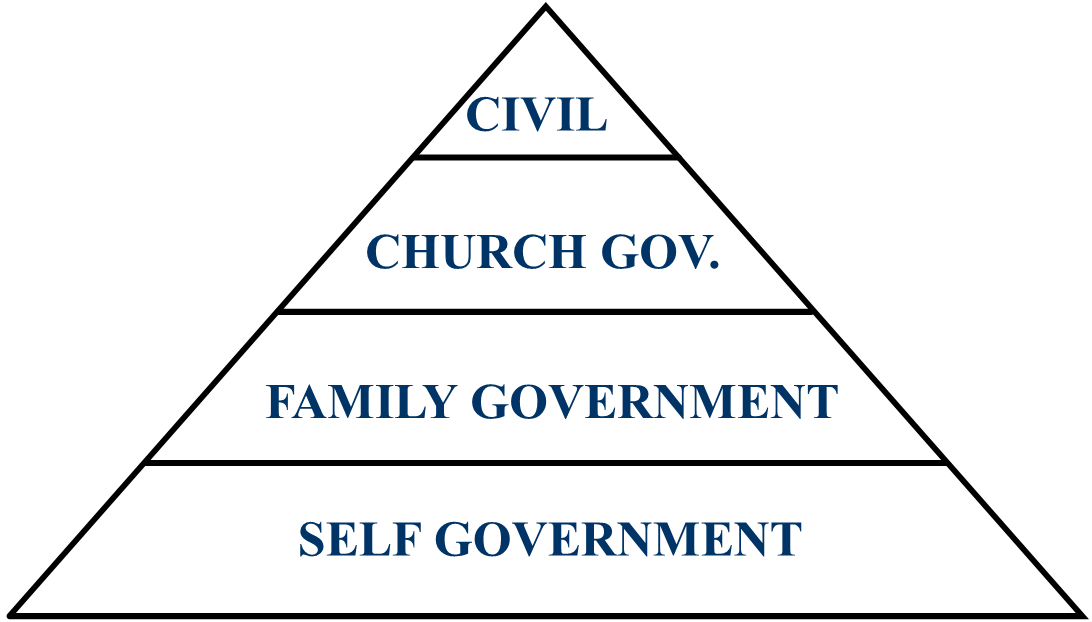 CIVIL
CHURCH GOV.
FAMILY GOVERNMENT
SELF GOVERNMENT